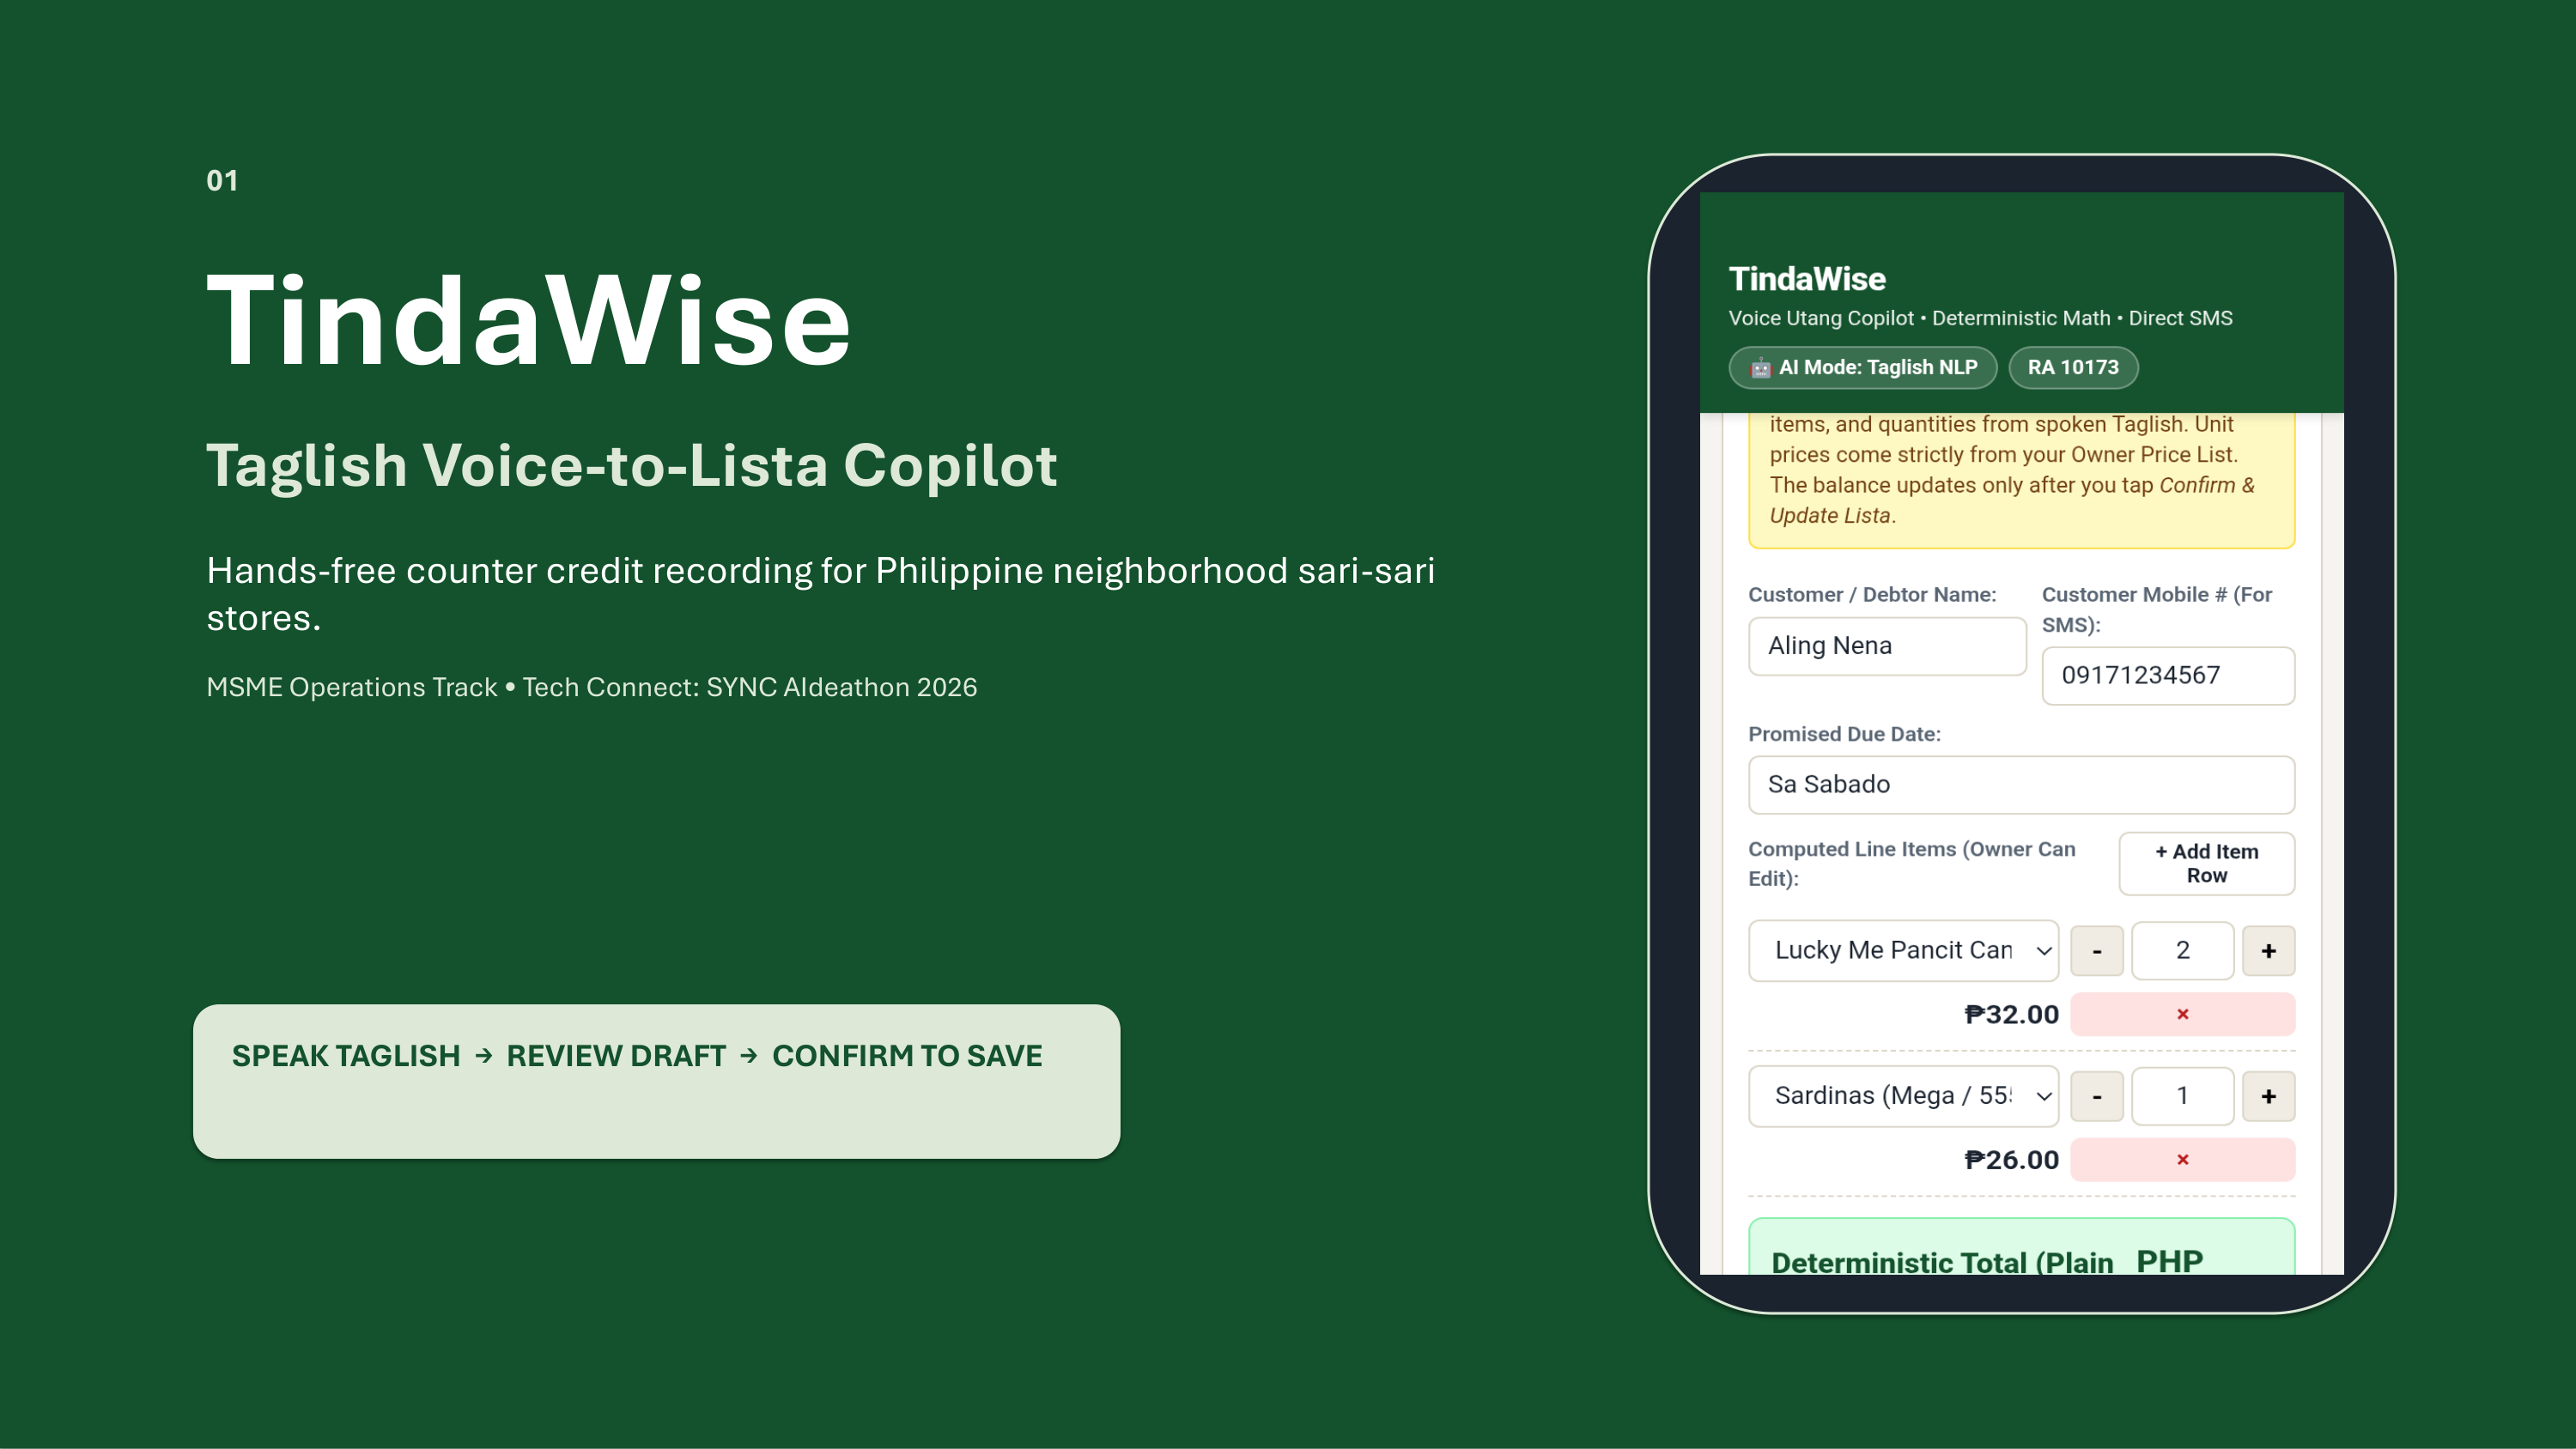 01
TindaWise
Taglish Voice-to-Lista Copilot
Hands-free counter credit recording for Philippine neighborhood sari-sari
stores.
MSME Operations Track • Tech Connect: SYNC AIdeathon 2026
SPEAK TAGLISH → REVIEW DRAFT → CONFIRM TO SAVE
TindaWise
Voice Utang Copilot • Deterministic Math • Direct SMS
🤖 AI Mode: Taglish NLP
RA 10173
items, and quantities from spoken Taglish. Unit
prices come strictly from your Owner Price List.
The balance updates only after you tap Confirm &
Update Lista.
Customer / Debtor Name:
Aling Nena
Customer Mobile # (For
SMS):
09171234567
Promised Due Date:
Sa Sabado
Computed Line Items (Owner Can
Edit):
+ Add Item
Row
Lucky Me Pancit Can
- 2 +
₱32.00 ×
Sardinas (Mega / 555
- 1 +
₱26.00 ×
Deterministic Total (Plain PHP